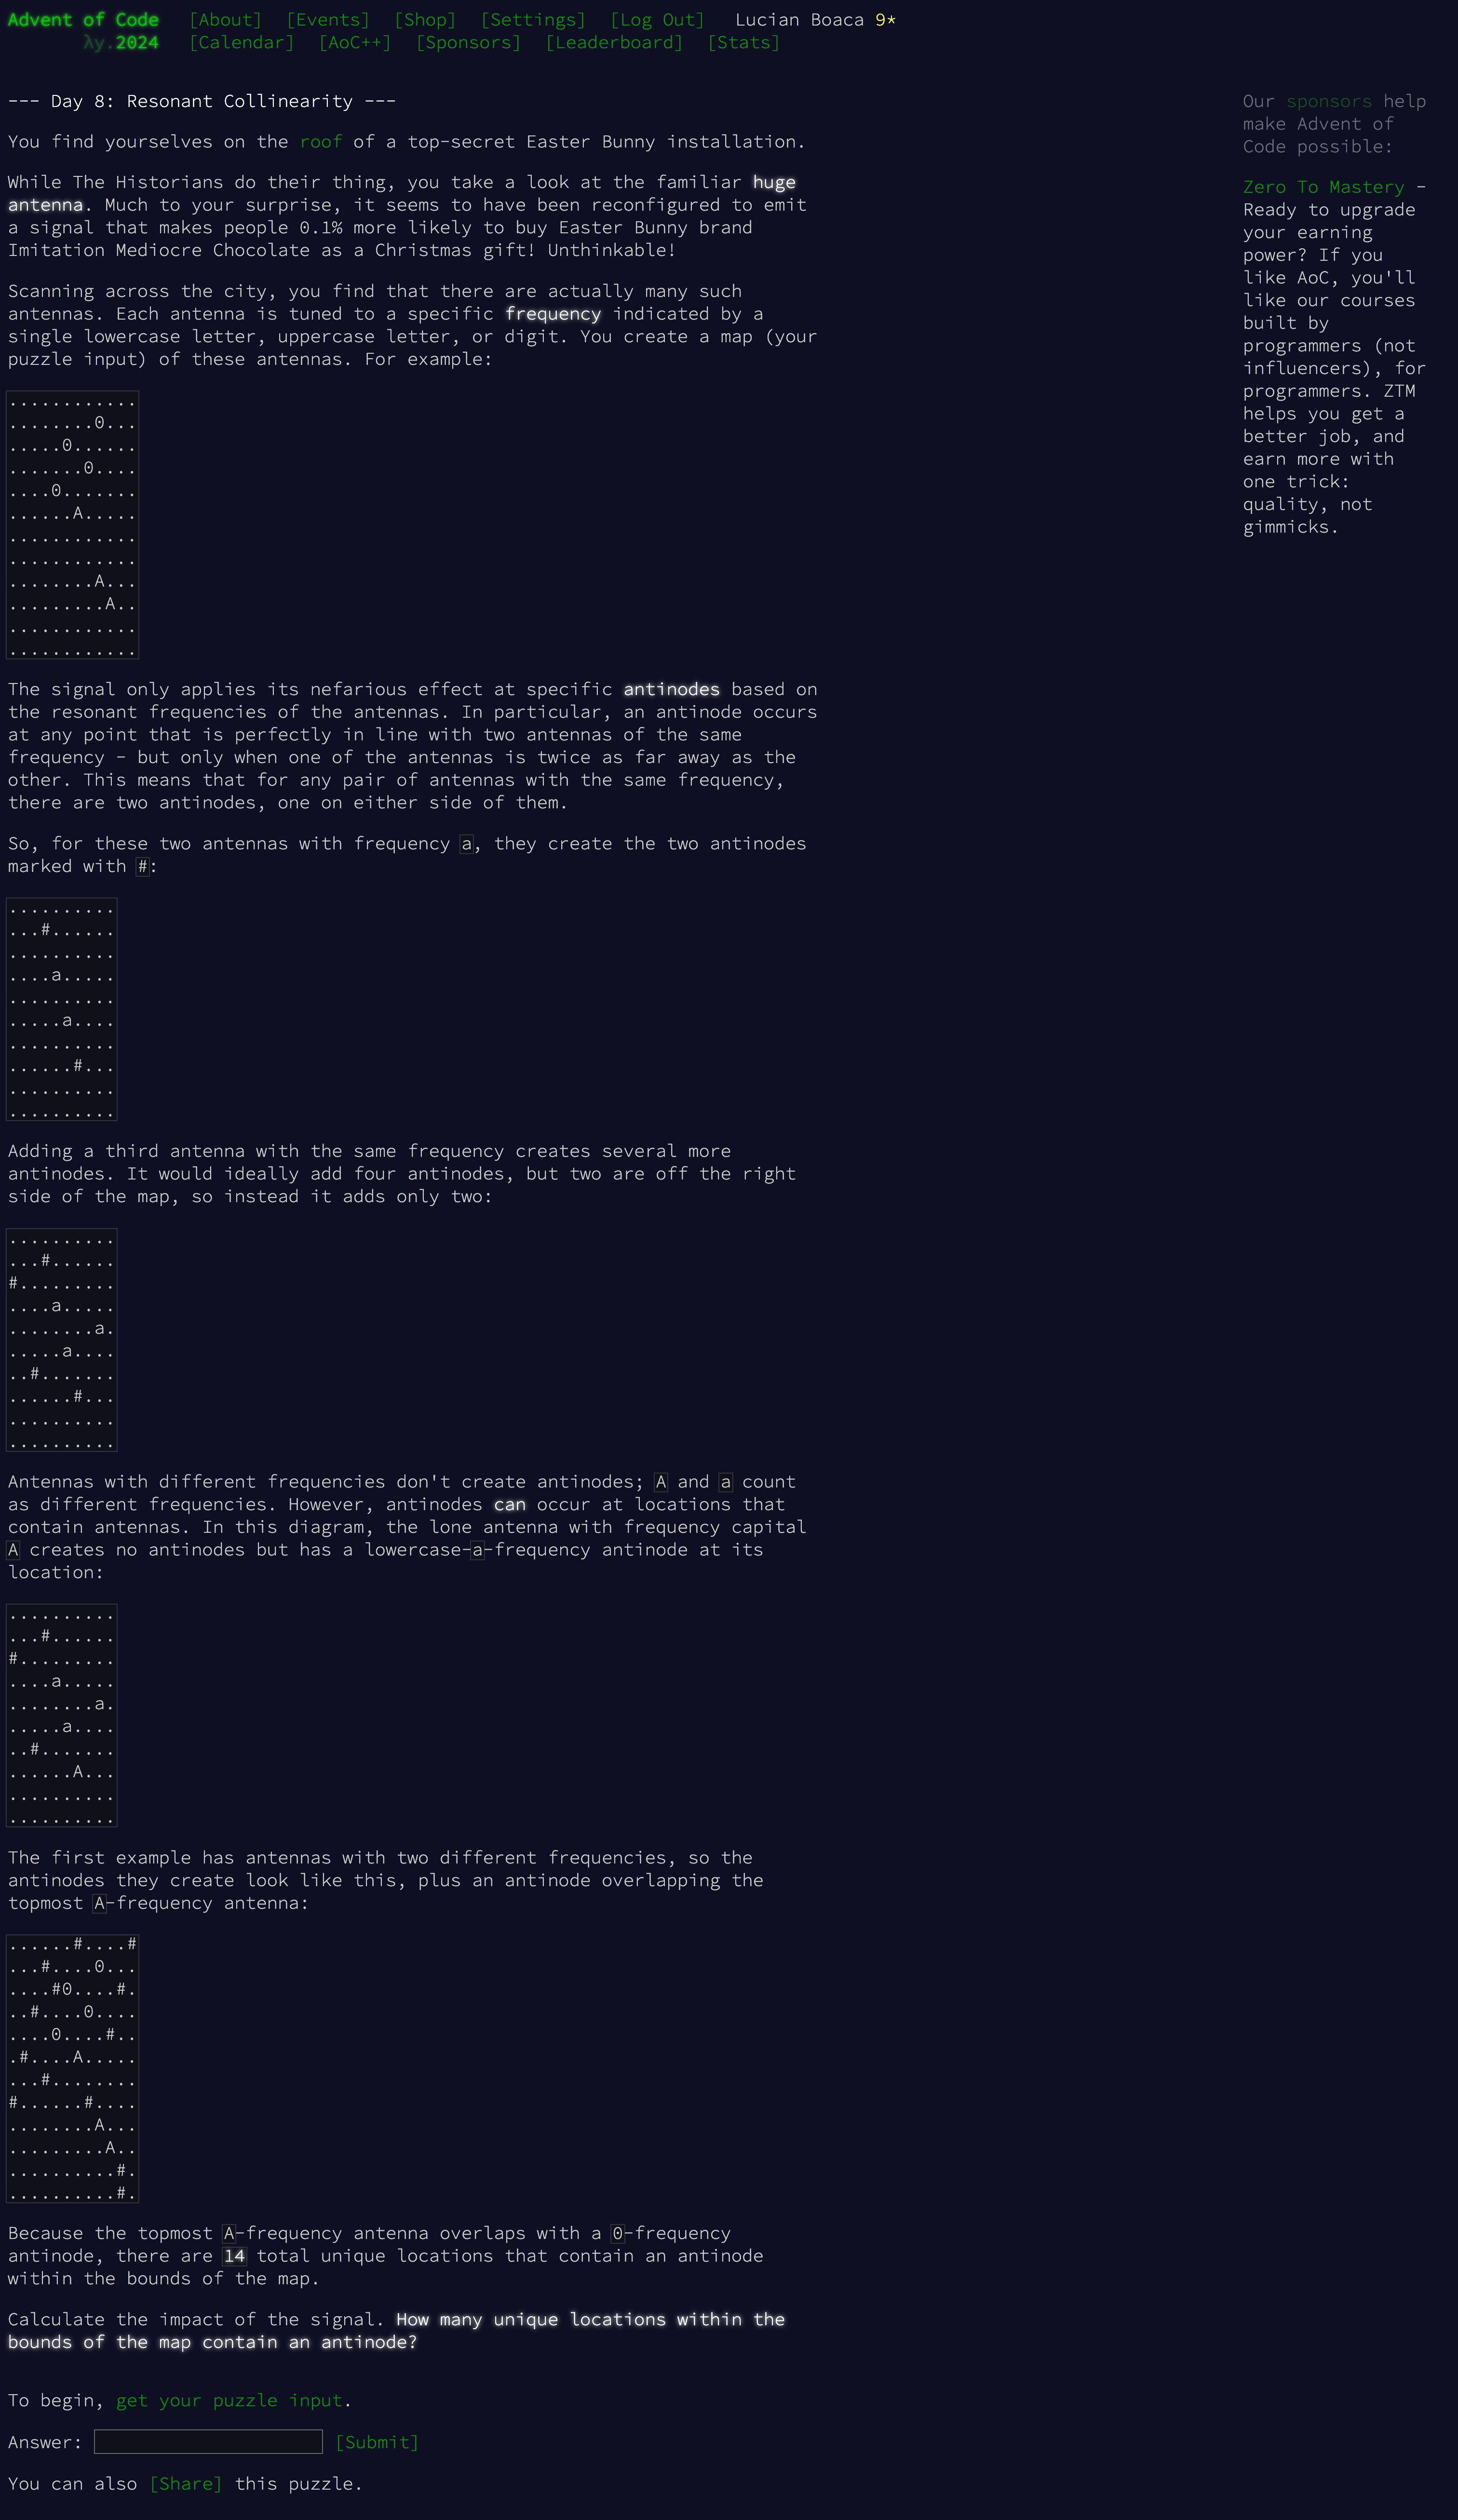 Advent of Code [About] [Events] [Shop] [Settings] [Log Out] Lucian Boaca 9*
λy.2024 [Calendar] [AoC++] [Sponsors] [Leaderboard] [Stats]
--- Day 8: Resonant Collinearity ---
You find yourselves on the roof of a top-secret Easter Bunny installation.
While The Historians do their thing, you take a look at the familiar huge
antenna. Much to your surprise, it seems to have been reconfigured to emit
a signal that makes people 0.1% more likely to buy Easter Bunny brand
Imitation Mediocre Chocolate as a Christmas gift! Unthinkable!
Scanning across the city, you find that there are actually many such
antennas. Each antenna is tuned to a specific frequency indicated by a
single lowercase letter, uppercase letter, or digit. You create a map (your
puzzle input) of these antennas. For example:
............
........0...
.....0......
.......0....
....0.......
......A.....
............
............
........A...
.........A..
............
............
The signal only applies its nefarious effect at specific antinodes based on
the resonant frequencies of the antennas. In particular, an antinode occurs
at any point that is perfectly in line with two antennas of the same
frequency - but only when one of the antennas is twice as far away as the
other. This means that for any pair of antennas with the same frequency,
there are two antinodes, one on either side of them.
So, for these two antennas with frequency a, they create the two antinodes
marked with #:
..........
...#......
..........
....a.....
..........
.....a....
..........
......#...
..........
..........
Adding a third antenna with the same frequency creates several more
antinodes. It would ideally add four antinodes, but two are off the right
side of the map, so instead it adds only two:
..........
...#......
#.........
....a.....
........a.
.....a....
..#.......
......#...
..........
..........
Antennas with different frequencies don't create antinodes; A and a count
as different frequencies. However, antinodes can occur at locations that
contain antennas. In this diagram, the lone antenna with frequency capital
A creates no antinodes but has a lowercase-a-frequency antinode at its
location:
..........
...#......
#.........
....a.....
........a.
.....a....
..#.......
......A...
..........
..........
The first example has antennas with two different frequencies, so the
antinodes they create look like this, plus an antinode overlapping the
topmost A-frequency antenna:
......#....#
...#....0...
....#0....#.
..#....0....
....0....#..
.#....A.....
...#........
#......#....
........A...
.........A..
..........#.
..........#.
Because the topmost A-frequency antenna overlaps with a 0-frequency
antinode, there are 14 total unique locations that contain an antinode
within the bounds of the map.
Calculate the impact of the signal. How many unique locations within the
bounds of the map contain an antinode?
To begin, get your puzzle input.
Answer: [Submit]
You can also [Share] this puzzle.
Our sponsors help
make Advent of
Code possible:
Zero To Mastery -
Ready to upgrade
your earning
power? If you
like AoC, you'll
like our courses
built by
programmers (not
influencers), for
programmers. ZTM
helps you get a
better job, and
earn more with
one trick:
quality, not
gimmicks.